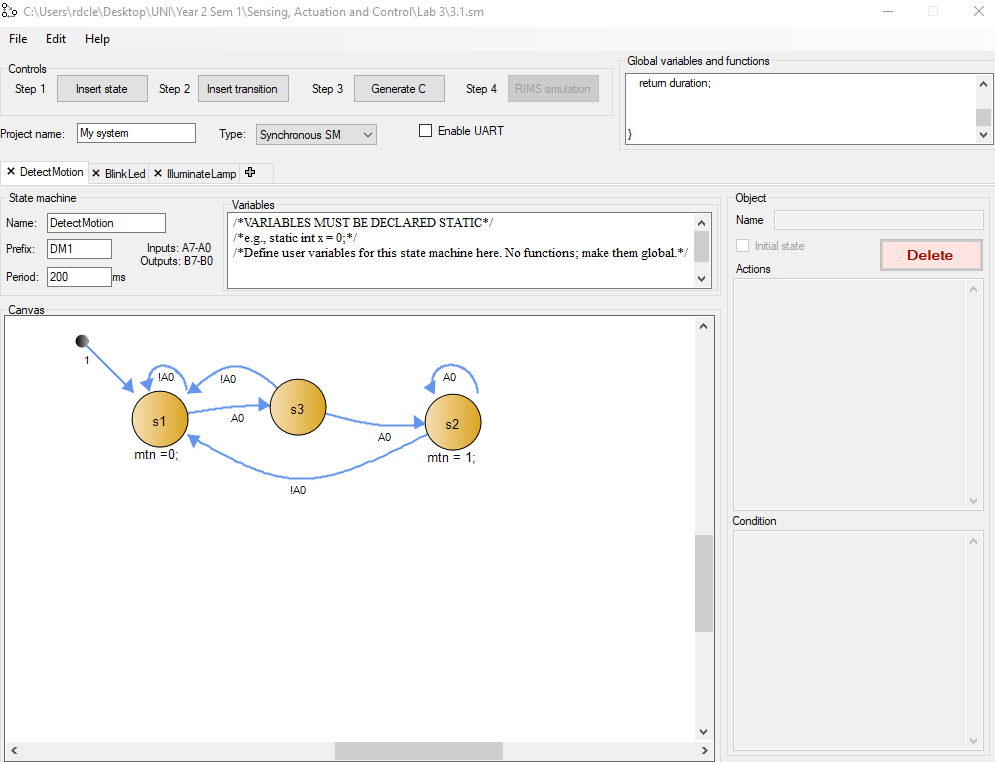 C:\Users\rdcle\Desktop\UNI\Year 2 Sem 1\Sensing, Actuation and Control\Lab 3\3.1.sm
File Edit Help
Controls
Step 1 Insert state Step 2 Insert transition Step 3 Generate C Step 4 RIMS simulation
Global variables and functions
return duration;
}
Project name: My system Type: Synchronous SM Enable UART
DetectMotion BlinkLed IlluminateLamp
State machine
Name: DetectMotion
Prefix: DM1
Inputs: A7-A0
Outputs: B7-B0
Period: 200 ms
Variables
/*VARIABLES MUST BE DECLARED STATIC*/
/*e.g., static int x = 0;*/
/*Define user variables for this state machine here. No functions; make them global.*/
Object
Name
Initial state
Delete
Actions
Condition
Canvas
1
!A0
!A0
A0
s1
A0
s3
s2
A0
mtn =0;
mtn = 1;
!A0